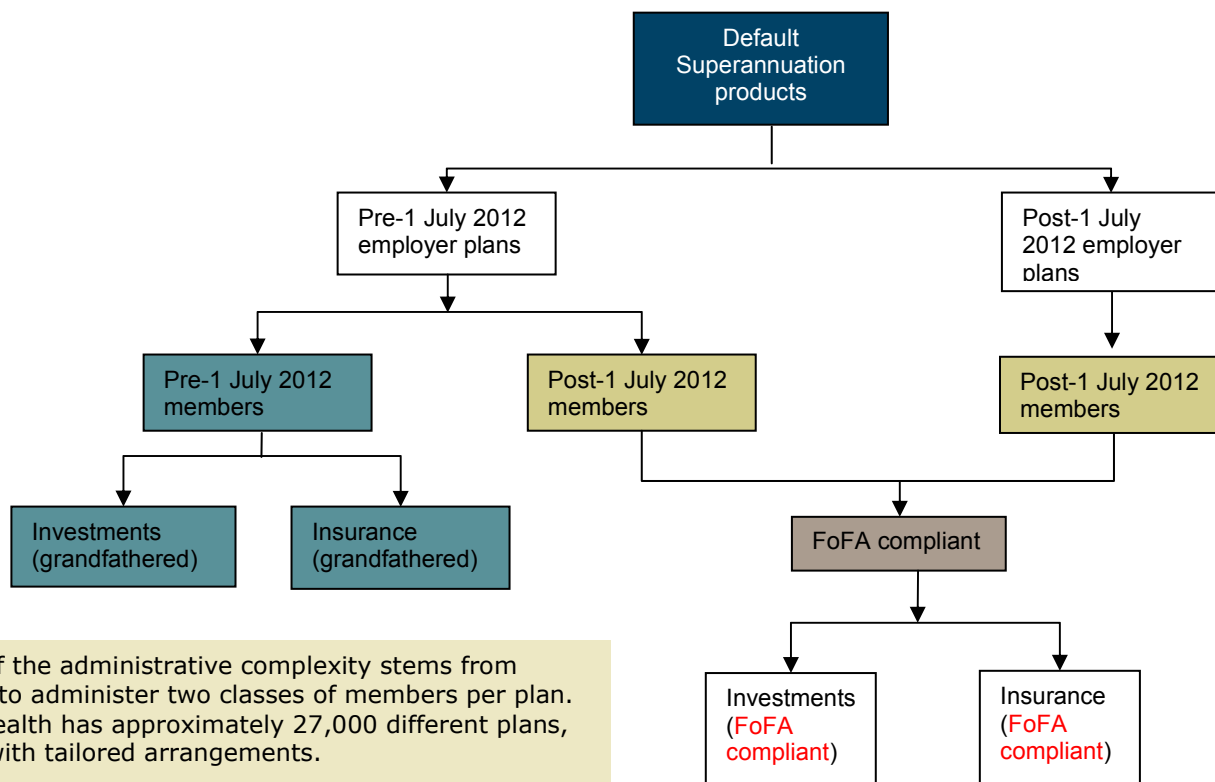 Default
Superannuation
products
Pre-1 July 2012
employer plans
Post-1 July
2012 employer
plans
Pre-1 July 2012
members
Post-1 July 2012
members
Post-1 July 2012
members
Investments
(grandfathered)
Insurance
(grandfathered)
FoFA compliant
f the administrative complexity stems from
to administer two classes of members per plan.
ealth has approximately 27,000 different plans,
with tailored arrangements.
Investments
(FoFA
compliant)
Insurance
(FoFA
compliant)